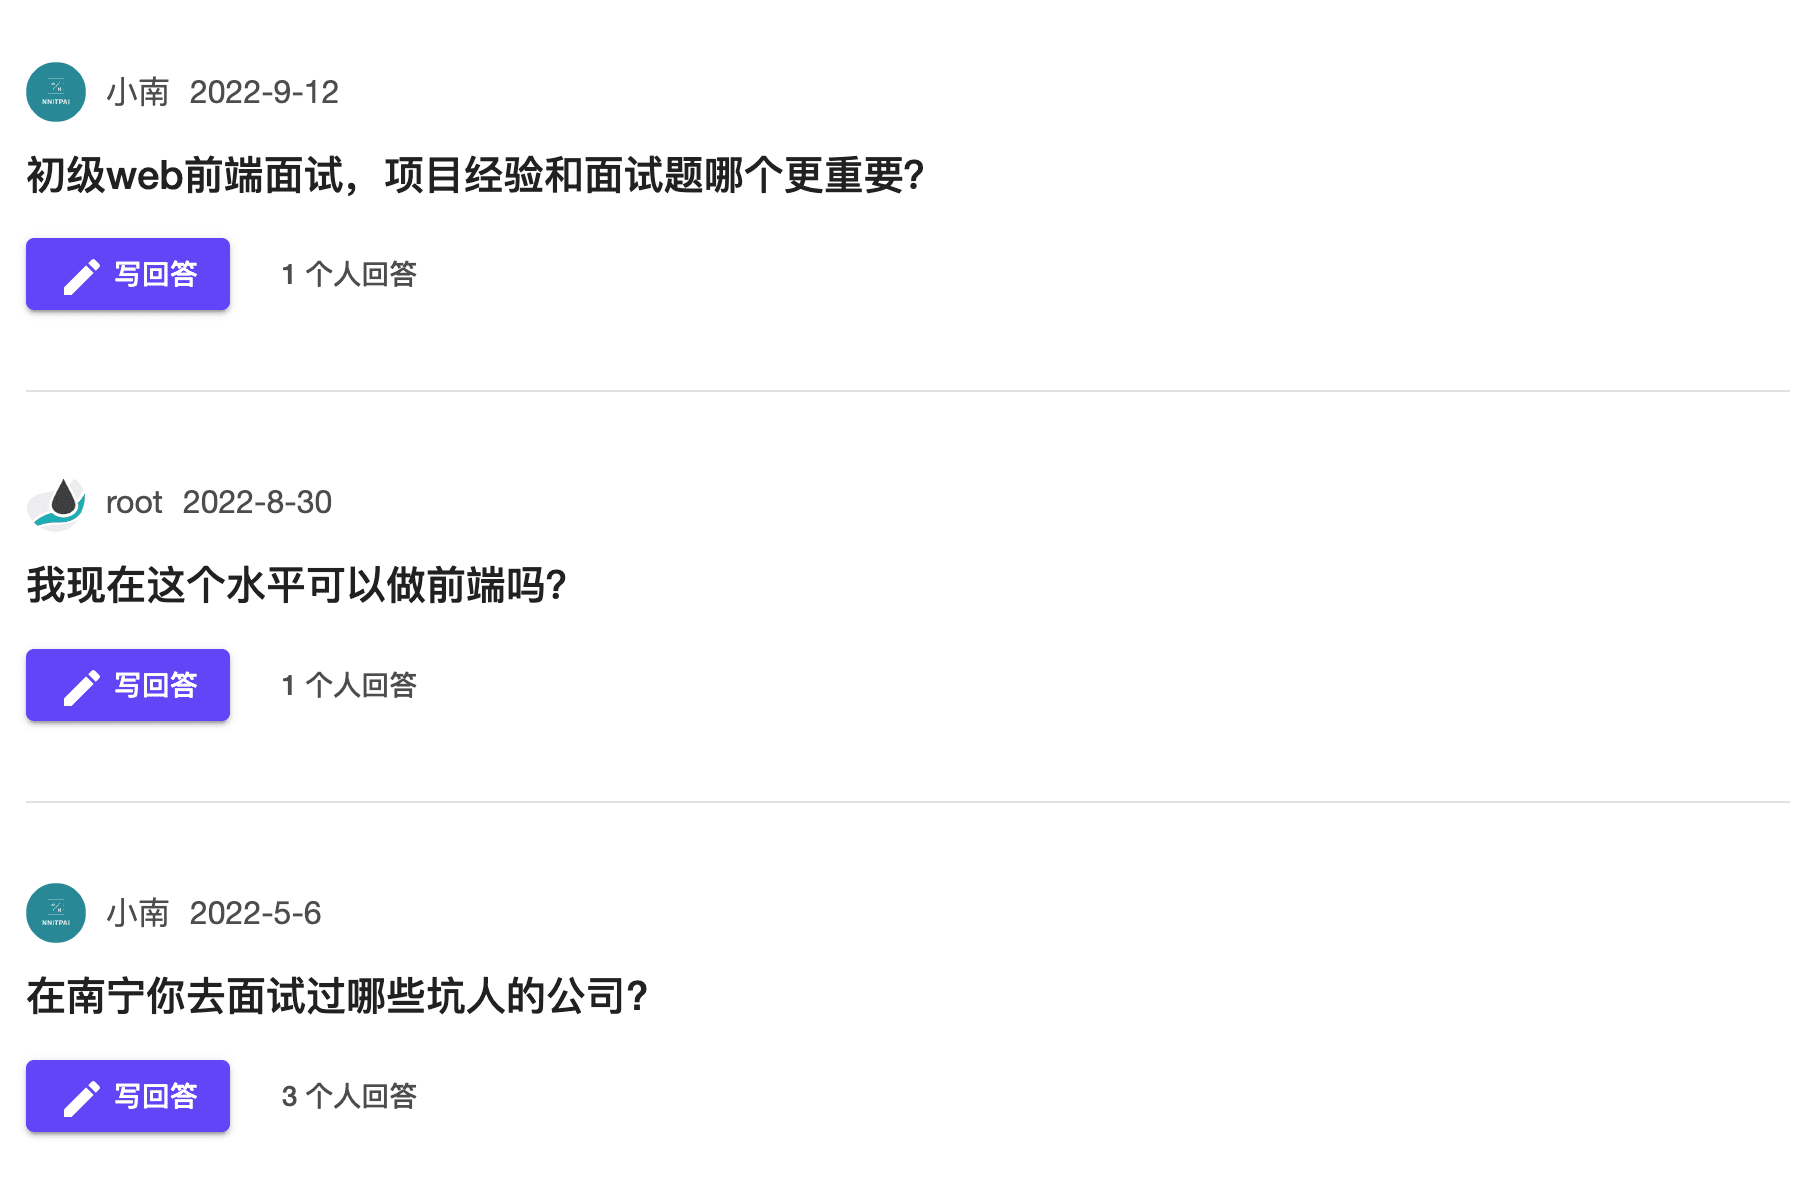 NNITPAI
小南 2022-9-12
初级web前端面试，项目经验和面试题哪个更重要?
写回答 1 个人回答
root 2022-8-30
我现在这个水平可以做前端吗?
写回答 1 个人回答
NNITPAI
小南 2022-5-6
在南宁你去面试过哪些坑人的公司?
写回答 3 个人回答